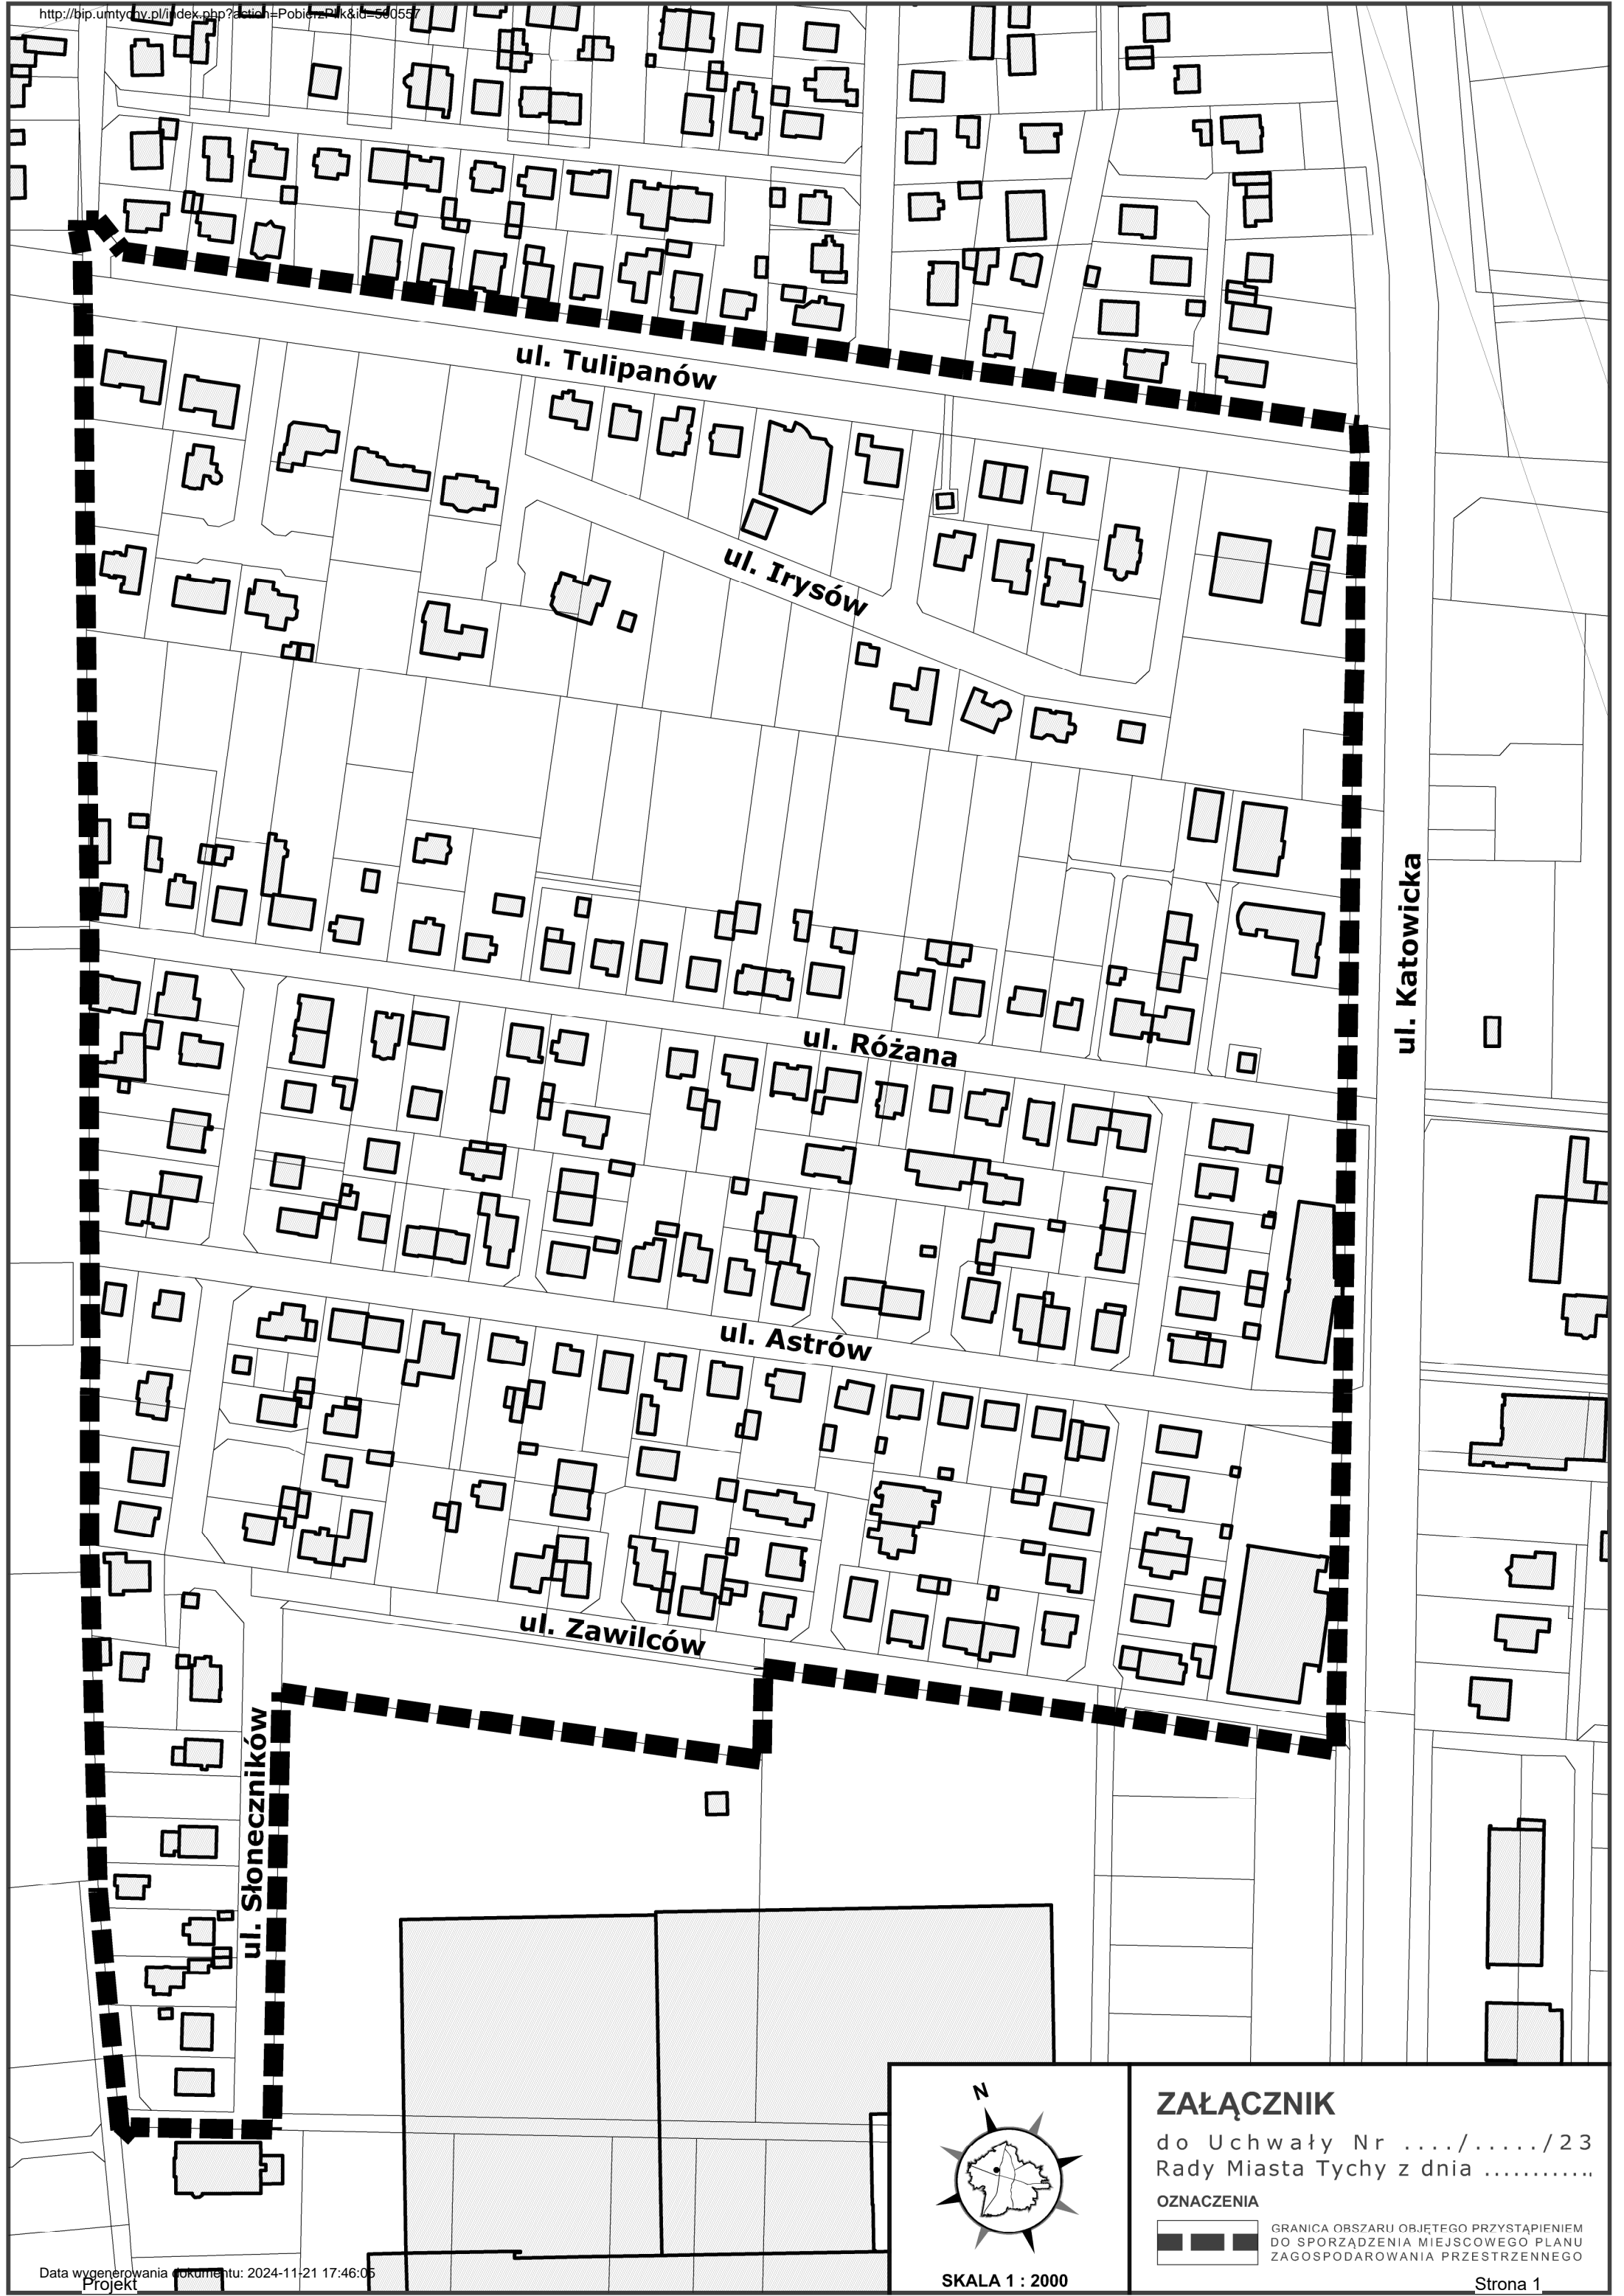 http://bip.umtychy.pl/index.php?action=PobierzPlik&id=500557
ul. Tulipanów
ul. Irysów
ul. Katowicka
ul. Różana
ul. Astrów
ul. Zawilców
ul. Słoneczników
N
SKALA 1 : 2000
ZAŁĄCZNIK
do Uchwały Nr ..../...../23
Rady Miasta Tychy z dnia ...........
OZNACZENIA
GRANICA OBSZARU OBJĘTEGO PRZYSTĄPIENIEM
DO SPORZĄDZENIA MIEJSCOWEGO PLANU
ZAGOSPODAROWANIA PRZESTRZENNEGO
Data wygenerowania dokumentu: 2024-11-21 17:46:05
Projekt
Strona 1